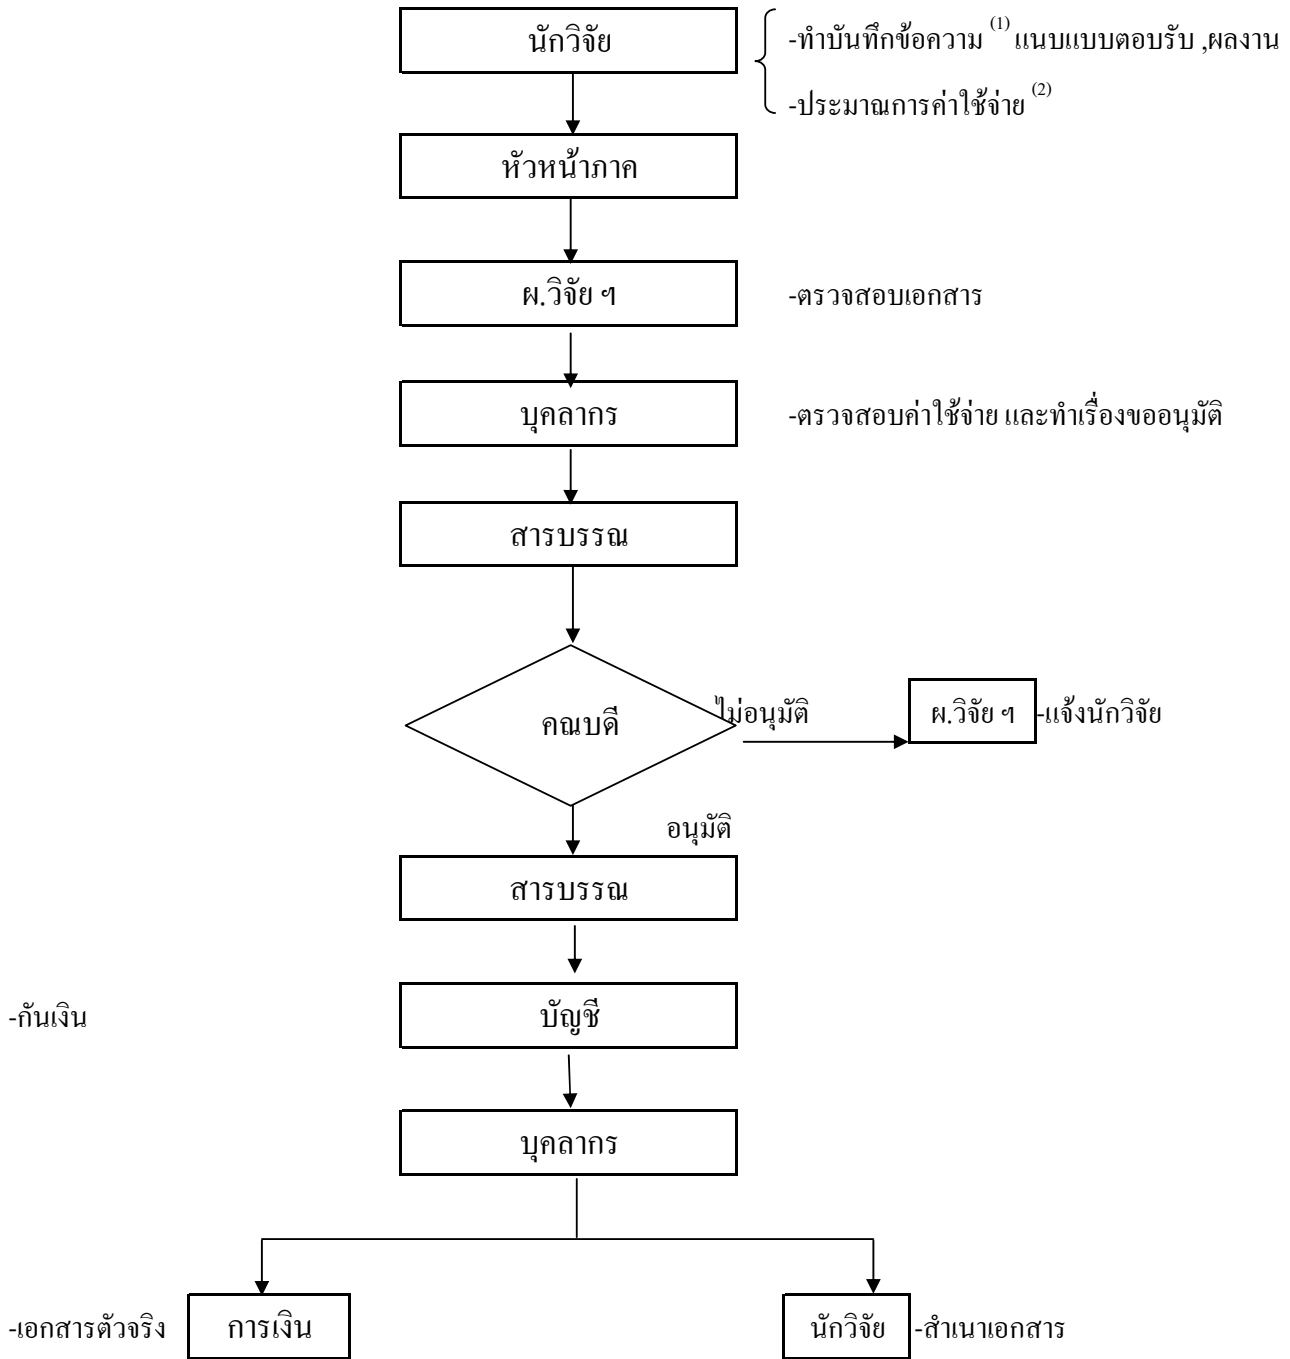 นักวิจัย
-ทำบันทึกข้อความ (1) แนบแบบตอบรับ ,ผลงาน
-ประมาณการค่าใช้จ่าย (2)
หัวหน้าภาค
ผ.วิจัย ฯ
-ตรวจสอบเอกสาร
บุคลากร
-ตรวจสอบค่าใช้จ่าย และทำเรื่องขออนุมัติ
สารบรรณ
คณบดี
ไม่อนุมัติ
ผ.วิจัย ฯ
-แจ้งนักวิจัย
อนุมัติ
สารบรรณ
-กันเงิน
บัญชี
บุคลากร
-เอกสารตัวจริง
การเงิน
นักวิจัย
-สำเนาเอกสาร